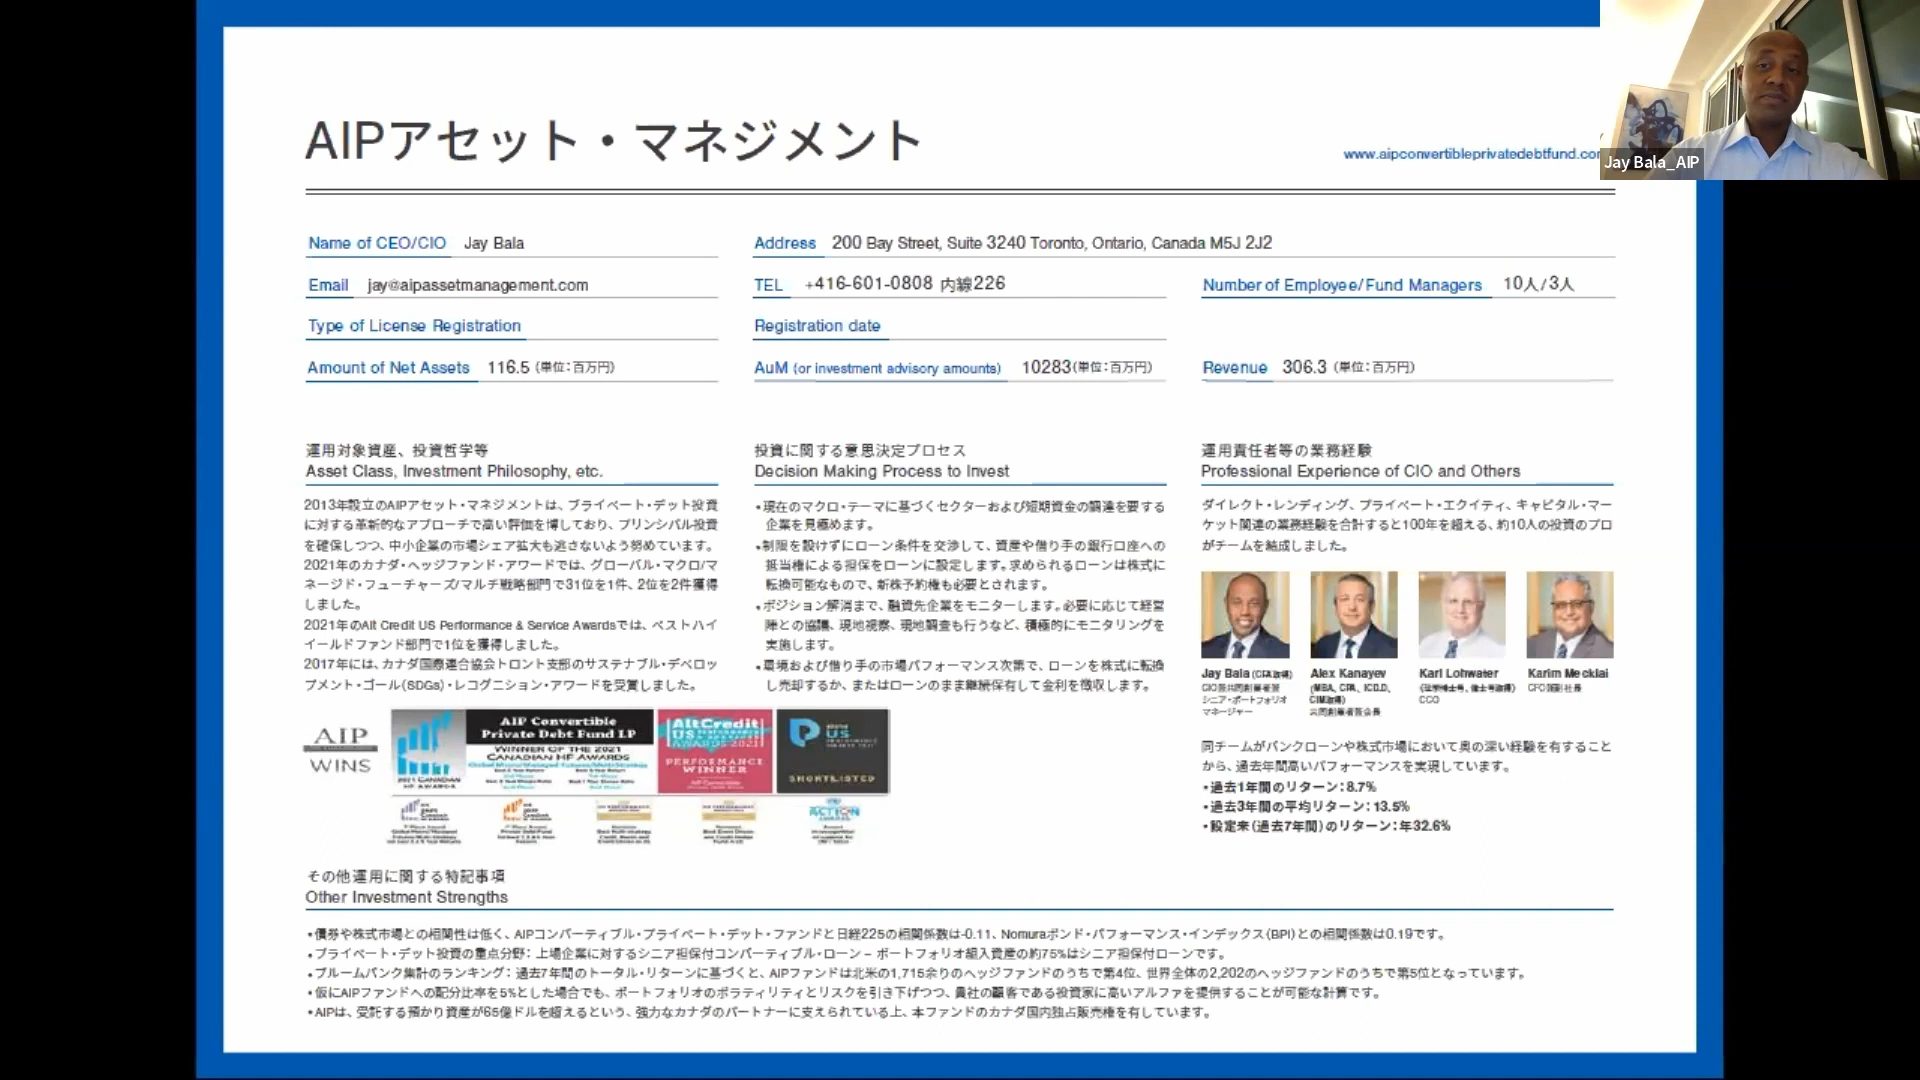 AIPアセット・マネジメント
www.aipconvertibleprivatedebtfund.co
Jay Bala_AIP
Name of CEO/CIO Jay Bala
Address 200 Bay Street, Suite 3240 Toronto, Ontario, Canada M5J 2J2
Email jay@aipassetmanagement.com
TEL +416-601-0808 内線226
Number of Employee/Fund Managers 10人/3人
Type of License Registration
Registration date
Amount of Net Assets 116.5 (単位:百万円)
AuM (or investment advisory amounts) 10283(単位:百万円)
Revenue 306.3 (単位:百万円)
運用対象資産、投資哲学等
Asset Class, Investment Philosophy, etc.
2013年設立のAIPアセット・マネジメントは、プライベート・デット投資
に対する革新的なアプローチで高い評価を博しており、プリンシパル投資
を確保しつつ、中小企業の市場シェア拡大も逃さないよう努めています。
2021年のカナダ・ヘッジファンド・アワードでは、グローバル・マクロ/マ
ネージド・フューチャーズ/マルチ戦略部門で31位を1件、2位を2件獲得
しました。
2021年のAlt Credit US Performance & Service Awardsでは、ベストハイ
イールドファンド部門で1位を獲得しました。
2017年には、カナダ国際連合協会トロント支部のサステナブル・デベロッ
プメント・ゴール(SDGs)・レコグニション・アワードを受賞しました。
投資に関する意思決定プロセス
Decision Making Process to Invest
•現在のマクロ・テーマに基づくセクターおよび短期資金の調達を要する
企業を見極めます。
•制限を設けずにローン条件を交渉して、資産や借り手の銀行口座への
抵当権による担保をローンに設定します。求められるローンは株式に
転換可能なもので、新株予約権も必要とされます。
•ポジション解消まで、融資先企業をモニターします。必要に応じて経営
陣との協議、現地視察、現地調査も行うなど、積極的にモニタリングを
実施します。
•環境および借り手の市場パフォーマンス次第で、ローンを株式に転換
し売却するか、またはローンのまま継続保有して金利を徴収します。
運用責任者等の業務経験
Professional Experience of CIO and Others
ダイレクト・レンディング、プライベート・エクイティ、キャピタル・マー
ケット関連の業務経験を合計すると100年を超える、約10人の投資のプロ
がチームを結成しました。
Jay Bala (CFA取得)
CIO兼共同創業者兼
シニア・ポートフォリオ
マネージャー
Alex Kanayev
(MBA, CPA, ICD.D,
CIM取得)
共同創業者兼会長
Karl Lohwater
CCO
Karim Mecklai
CFO兼副社長
同チームがバンクローンや株式市場において奥の深い経験を有すること
から、過去年間高いパフォーマンスを実現しています。
•過去1年間のリターン:8.7%
•過去3年間の平均リターン:13.5%
•設定来(過去7年間)のリターン:年32.6%
AIP
WINS
2021 CANADIAN
HF AWARDS
AIP Convertible
Private Debt Fund LP
WINNER OF THE 2021
CANADIAN HF AWARDS
AltCredit
US PERFORMANCE
AWARDS 2021
PERFORMANCE
WINNER
US
SHORTLISTED
ACTION
その他運用に関する特記事項
Other Investment Strengths
•債券や株式市場との相関性は低く、AIPコンバーティブル・プライベート・デット・ファンドと日経225の相関係数は-0.11、Nomuraボンド・パフォーマンス・インデックス(BPI)との相関係数は0.19です。
•プライベート・デット投資の重点分野:上場企業に対するシニア担保付コンバーティブル・ローン – ポートフォリオ組入資産の約75%はシニア担保付ローンです。
•ブルームバンク集計のランキング:過去7年間のトータル・リターンに基づくと、AIPファンドは北米の1,715余りのヘッジファンドのうちで第4位、世界全体の2,202のヘッジファンドのうちで第5位となっています。
•仮にAIPファンドへの配分比率を5%とした場合でも、ポートフォリオのボラティリティとリスクを引き下げつつ、貴社の顧客である投資家に高いアルファを提供することが可能な計算です。
•AIPは、受託する預かり資産が65億ドルを超えるという、強力なカナダのパートナーに支えられている上、本ファンドのカナダ国内独占販売権を有しています。